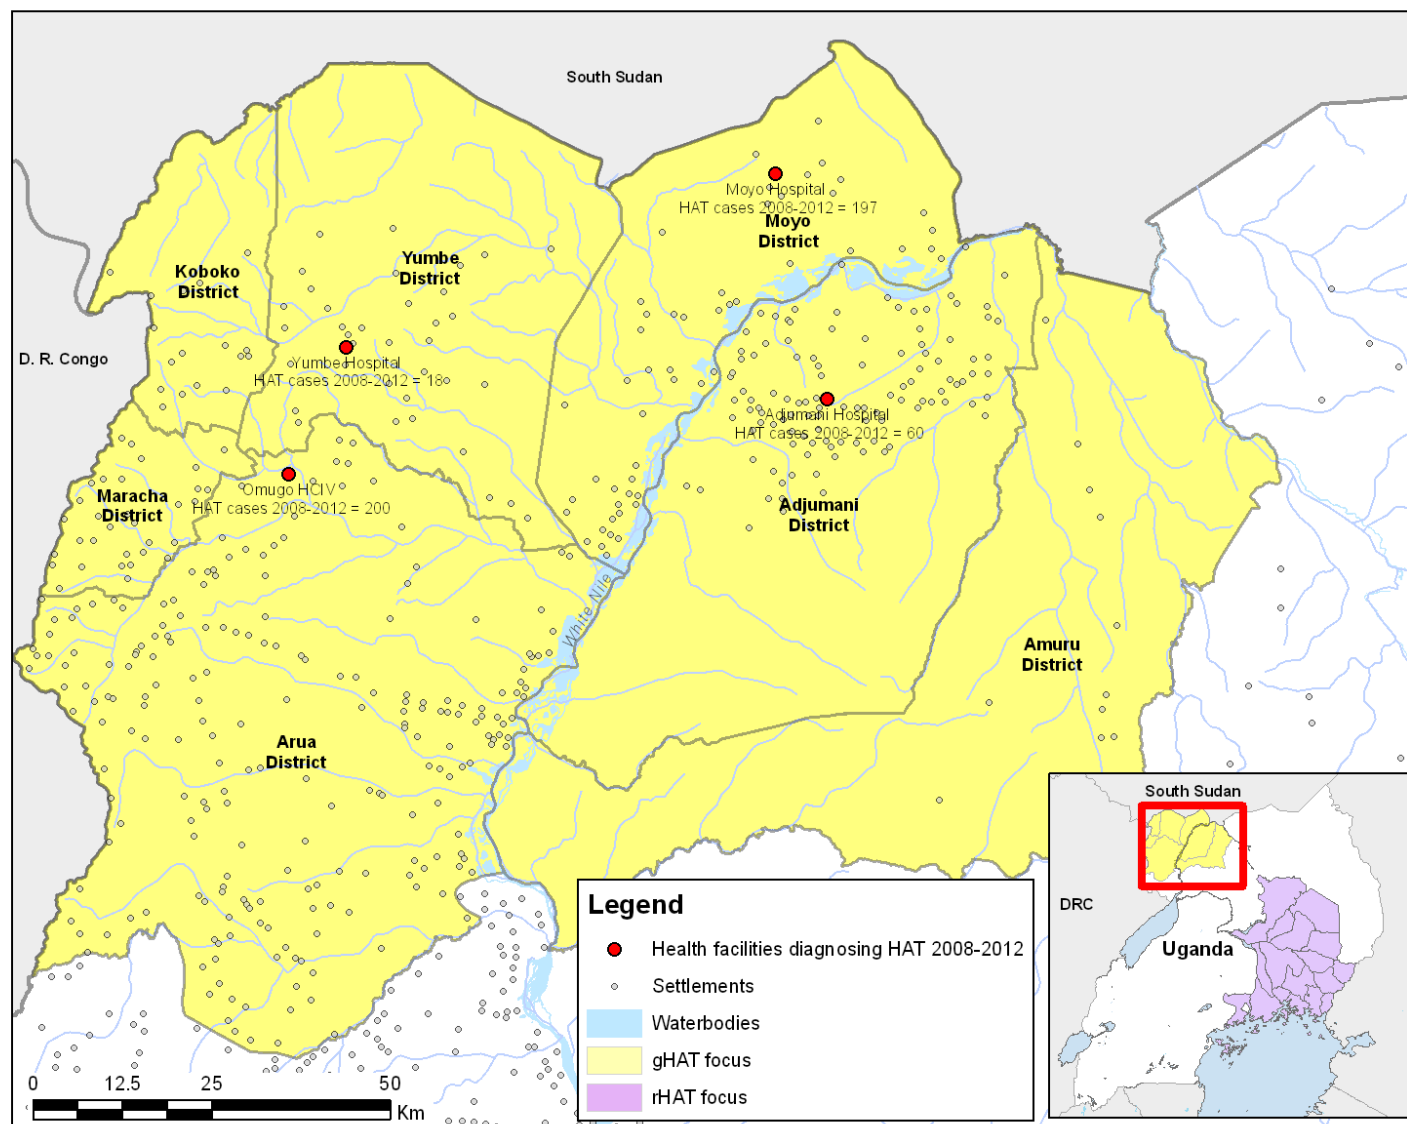 South Sudan
Moyo Hospital
HAT cases 2008-2012 = 197
Moyo
District
Yumbe
District
Koboko
District
D. R. Congo
Yumbe Hospital
HAT cases 2008-2012 = 18
Adjumani Hospital
HAT cases 2008-2012 = 60
Omugo HCIV
HAT cases 2008-2012 = 200
Maracha
District
Adjumani
District
White Nile
Amuru
District
Arua
District
South Sudan
DRC
Uganda
Legend
Health facilities diagnosing HAT 2008-2012
Settlements
Waterbodies
gHAT focus
rHAT focus
0 12.5 25 50
Km